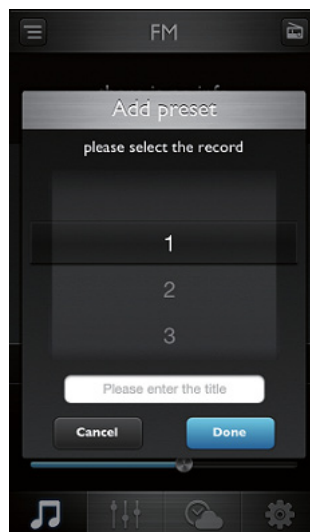 FM
Add preset
please select the record
1
2
3
Please enter the title
Cancel
Done